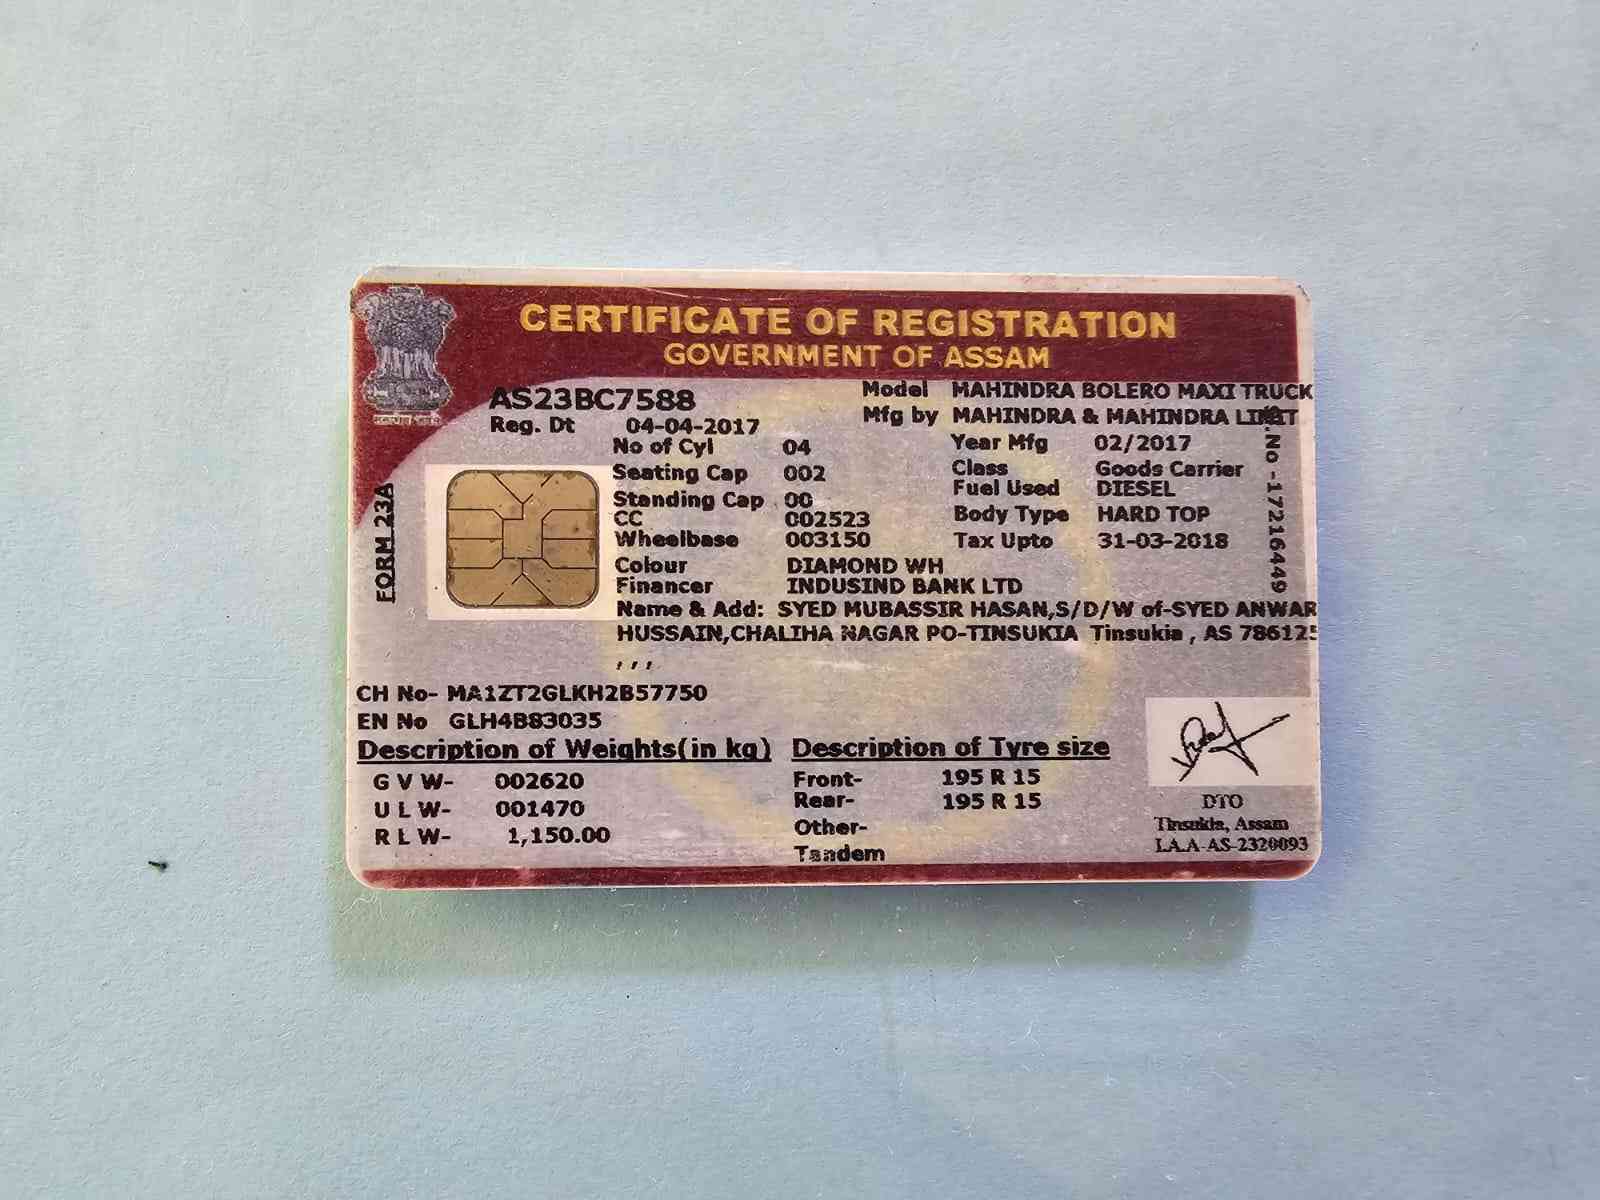 CERTIFICATE OF REGISTRATION
GOVERNMENT OF ASSAM
AS23BC7588
Reg. Dt 04-04-2017
Model MAHINDRA BOLERO MAXI TRUCK
Mfg by MAHINDRA & MAHINDRA LIMIT
No of Cyl 04
Year Mfg 02/2017
Seating Cap 002
Class Goods Carrier
Standing Cap 00
Fuel Used DIESEL
CC 002523
Body Type HARD TOP
Wheelbase 003150
Tax Upto 31-03-2018
Colour DIAMOND WH
Financer INDUSIND BANK LTD
Name & Add: SYED MUBASSIR HASAN,S/D/W of-SYED ANWAR
HUSSAIN,CHALIHA NAGAR PO-TINSUKIA Tinsukia , AS 786125
, , ,
FORM 23A
.No -17216449
CH No- MA1ZT2GLKH2B57750
EN No GLH4B83035
Description of Weights(in kg)
G V W- 002620
U L W- 001470
R L W- 1,150.00
Description of Tyre size
Front- 195 R 15
Rear- 195 R 15
Other-
Tandem
DTO
Tinsukia, Assam
I.A.A-AS-2320093